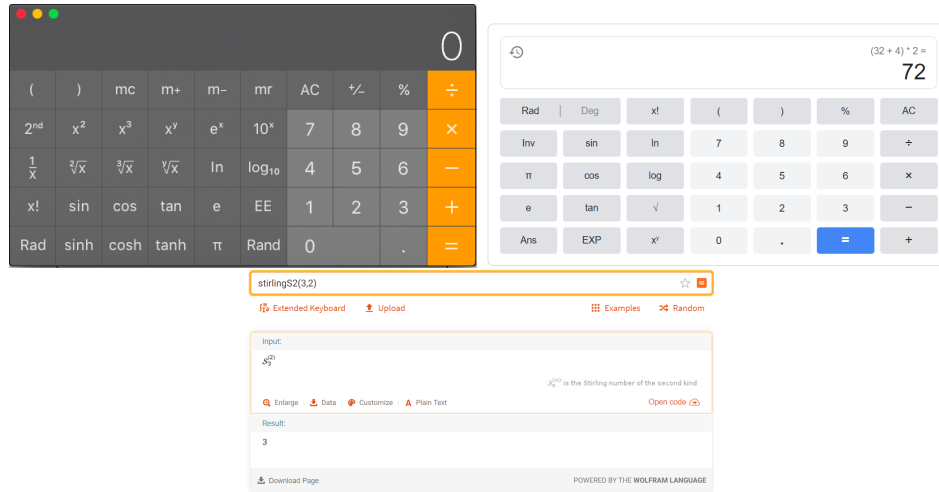 0
( ) mc m+ m− mr AC +/− % ÷
2nd x² x³ xʸ eˣ 10ˣ 7 8 9 ×
1/x ²√x ³√x ʸ√x ln log₁₀ 4 5 6 −
x! sin cos tan e EE 1 2 3 +
Rad sinh cosh tanh π Rand 0 . =
(32 + 4) * 2 =
72
Rad | Deg x! ( ) % AC
Inv sin ln 7 8 9 ÷
π cos log 4 5 6 ×
e tan √ 1 2 3 −
Ans EXP xʸ 0 . = +
stirlingS2(3,2)
Extended Keyboard Upload Examples Random
Input:
S₃⁽²⁾
Sₙ⁽ᵐ⁾ is the Stirling number of the second kind
Enlarge Data Customize A Plain Text Open code
Result:
3
Download Page POWERED BY THE WOLFRAM LANGUAGE